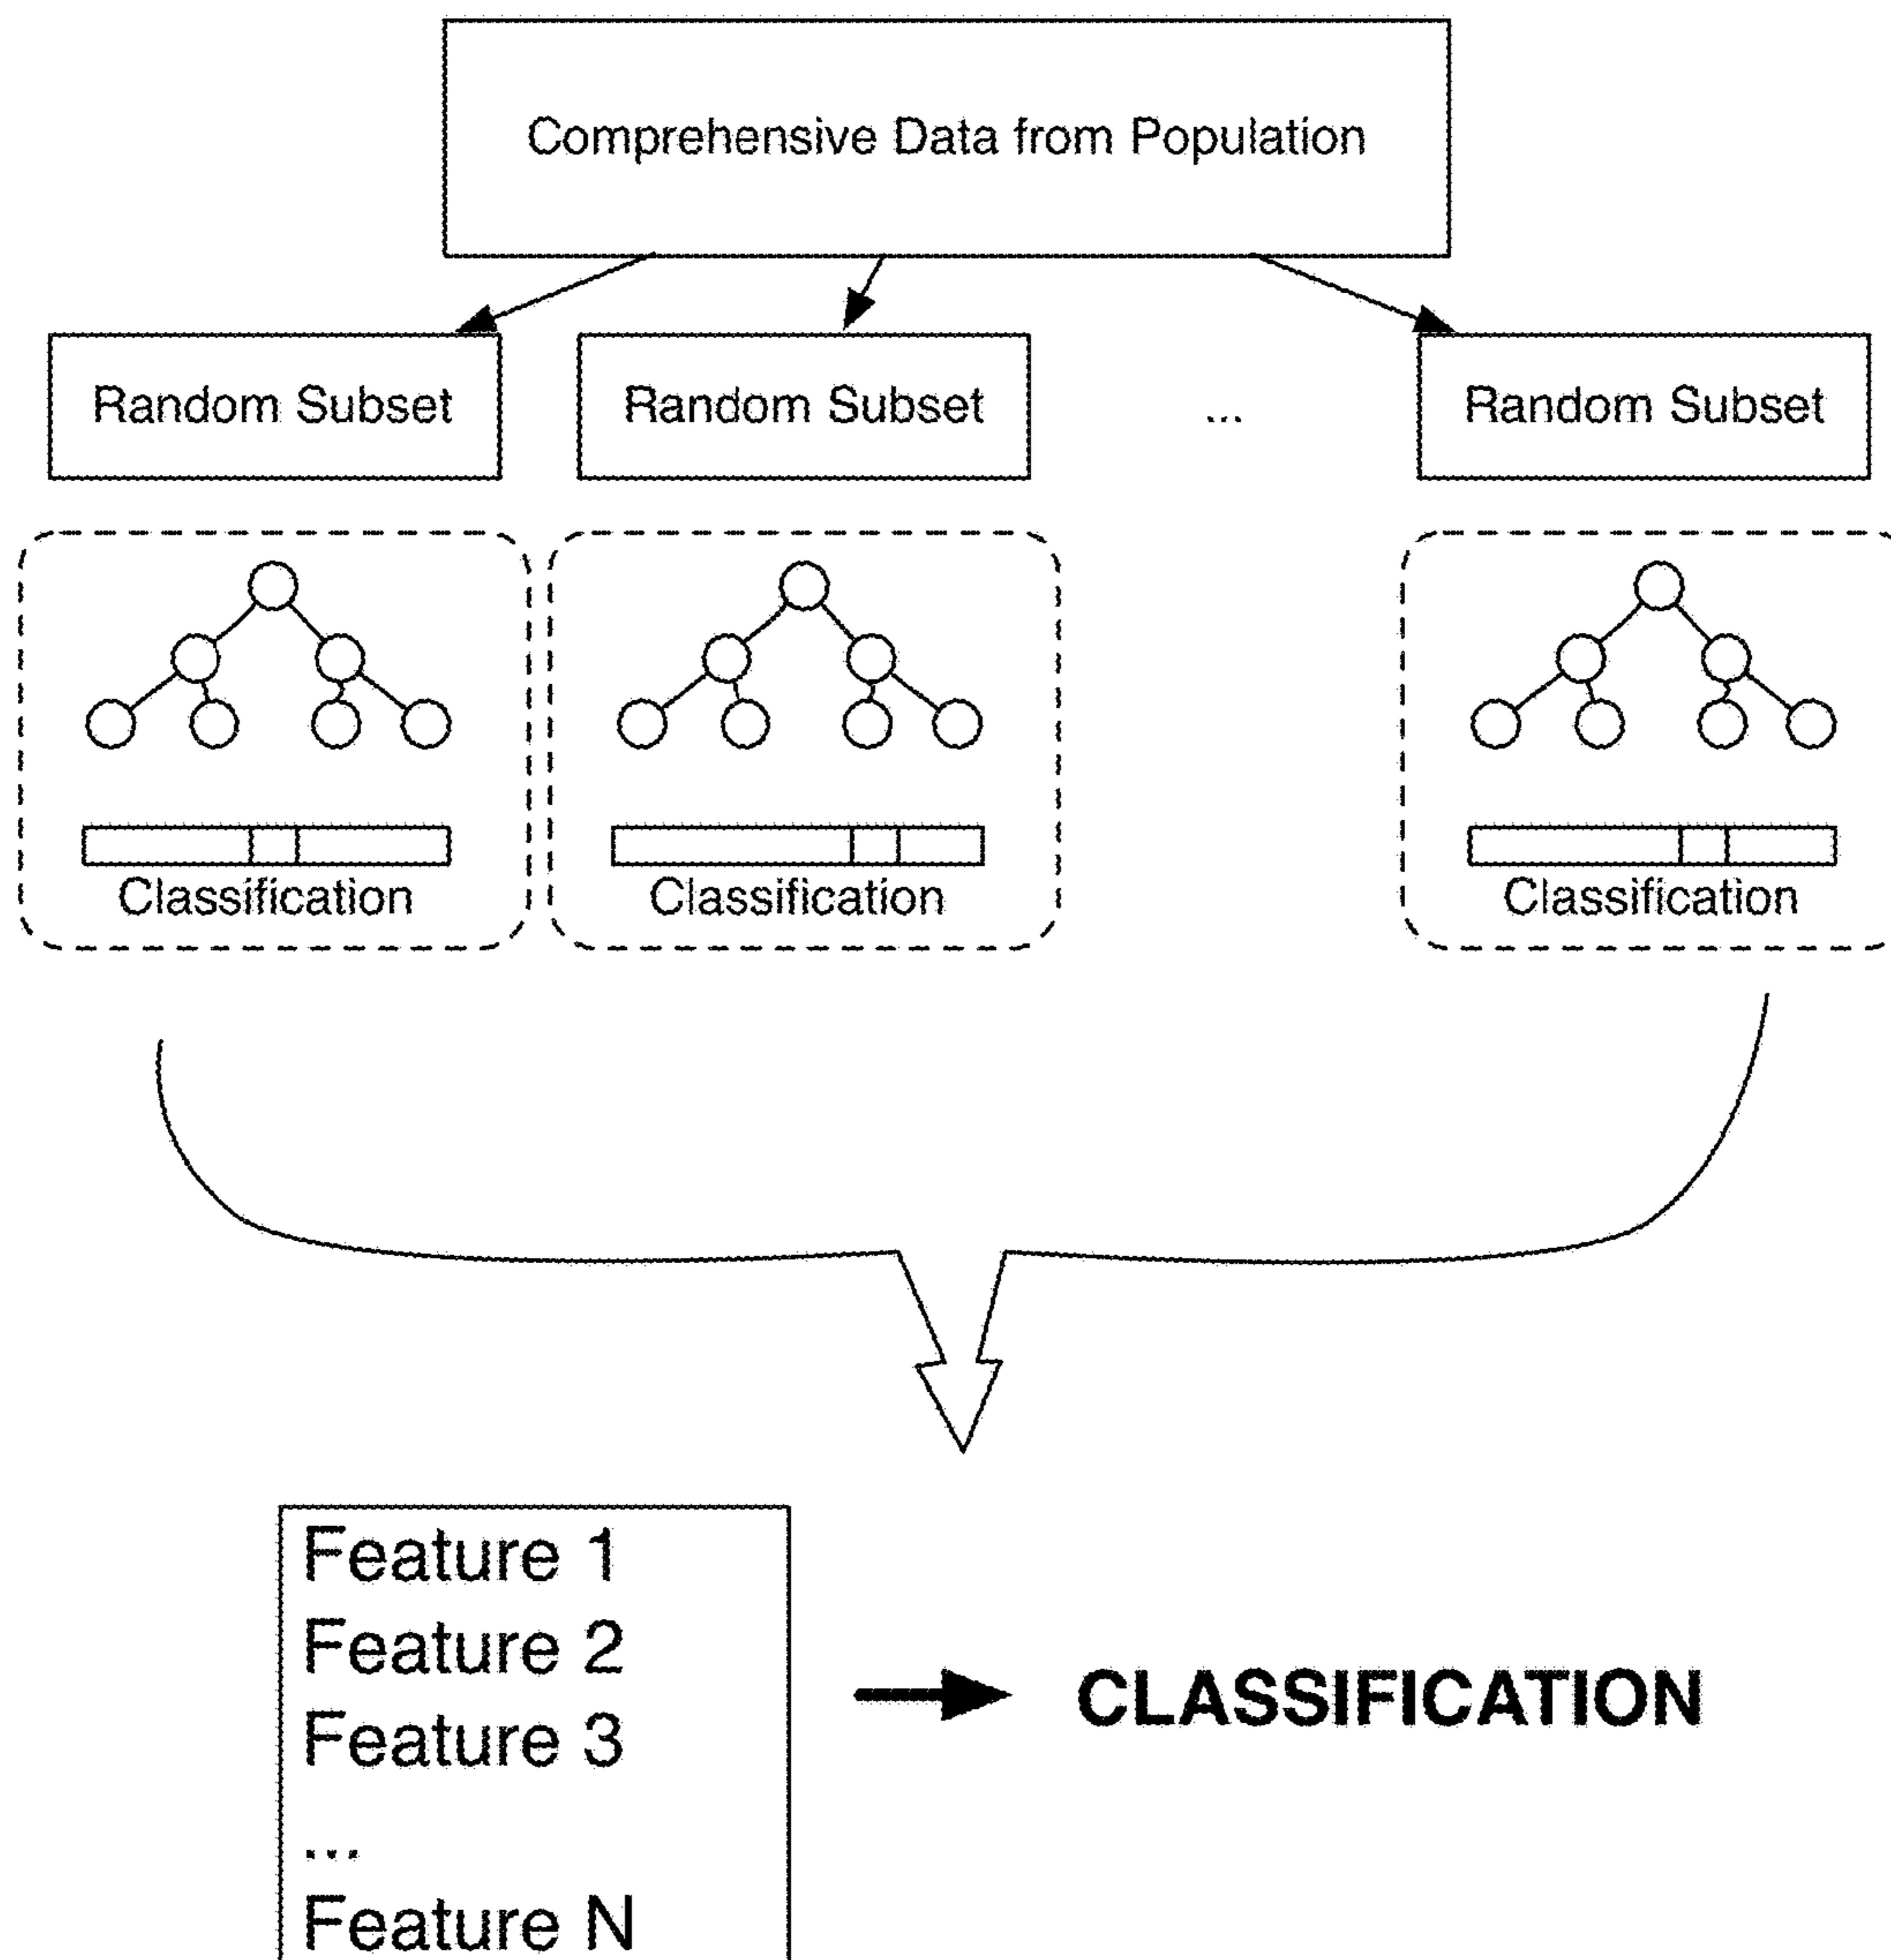 Comprehensive Data from Population
Random Subset
Random Subset
...
Random Subset
Classification
Classification
Classification
Feature 1
Feature 2
Feature 3
...
Feature N
CLASSIFICATION